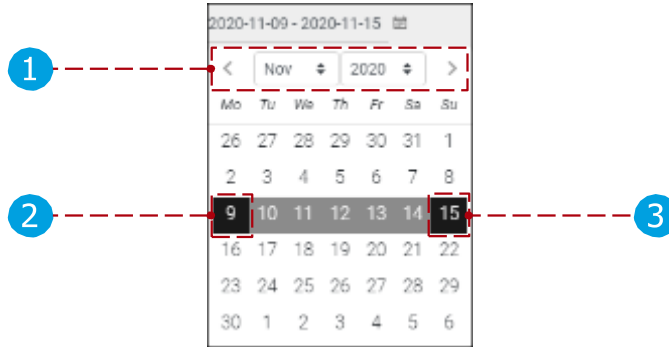 2020-11-09 - 2020-11-15
1
Nov 2020
Mo Tu We Th Fr Sa Su
26 27 28 29 30 31 1
2 3 4 5 6 7 8
2
9 10 11 12 13 14 15
3
16 17 18 19 20 21 22
23 24 25 26 27 28 29
30 1 2 3 4 5 6